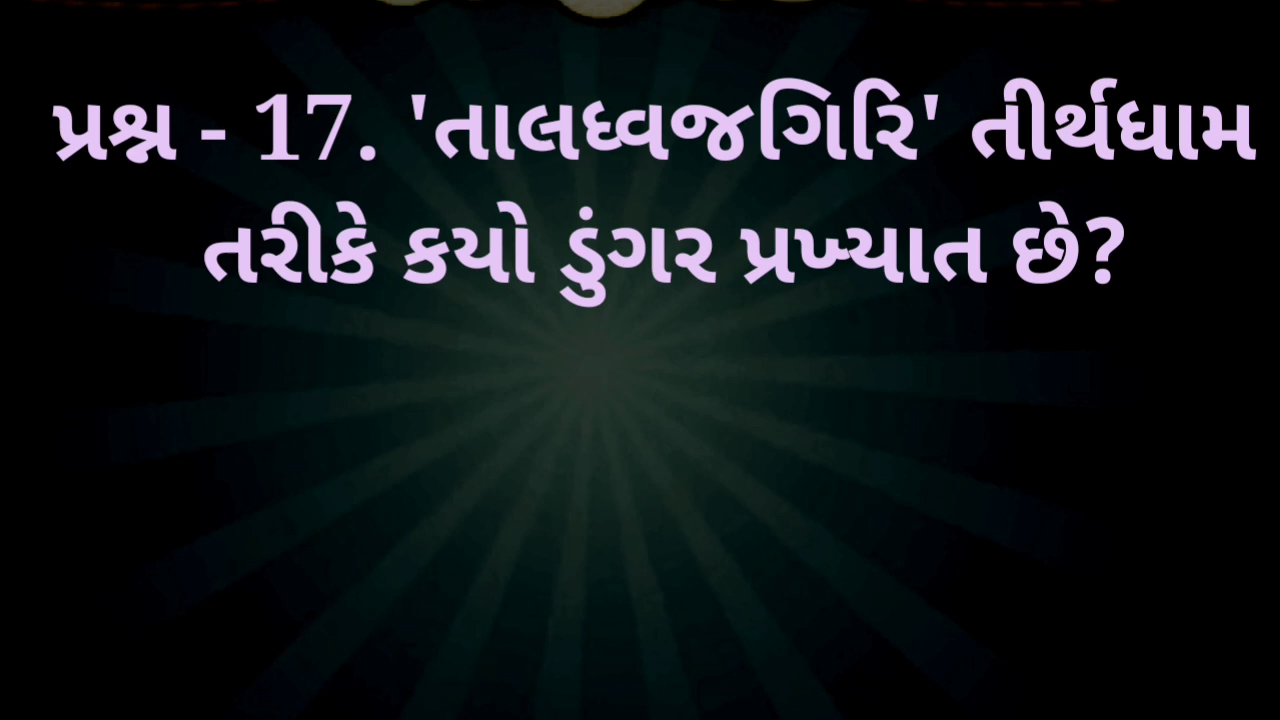 પ્રશ્ન - 17. 'તાલધ્વજગિરિ' તીર્થધામ
તરીકે કયો ડુંગર પ્રખ્યાત છે?